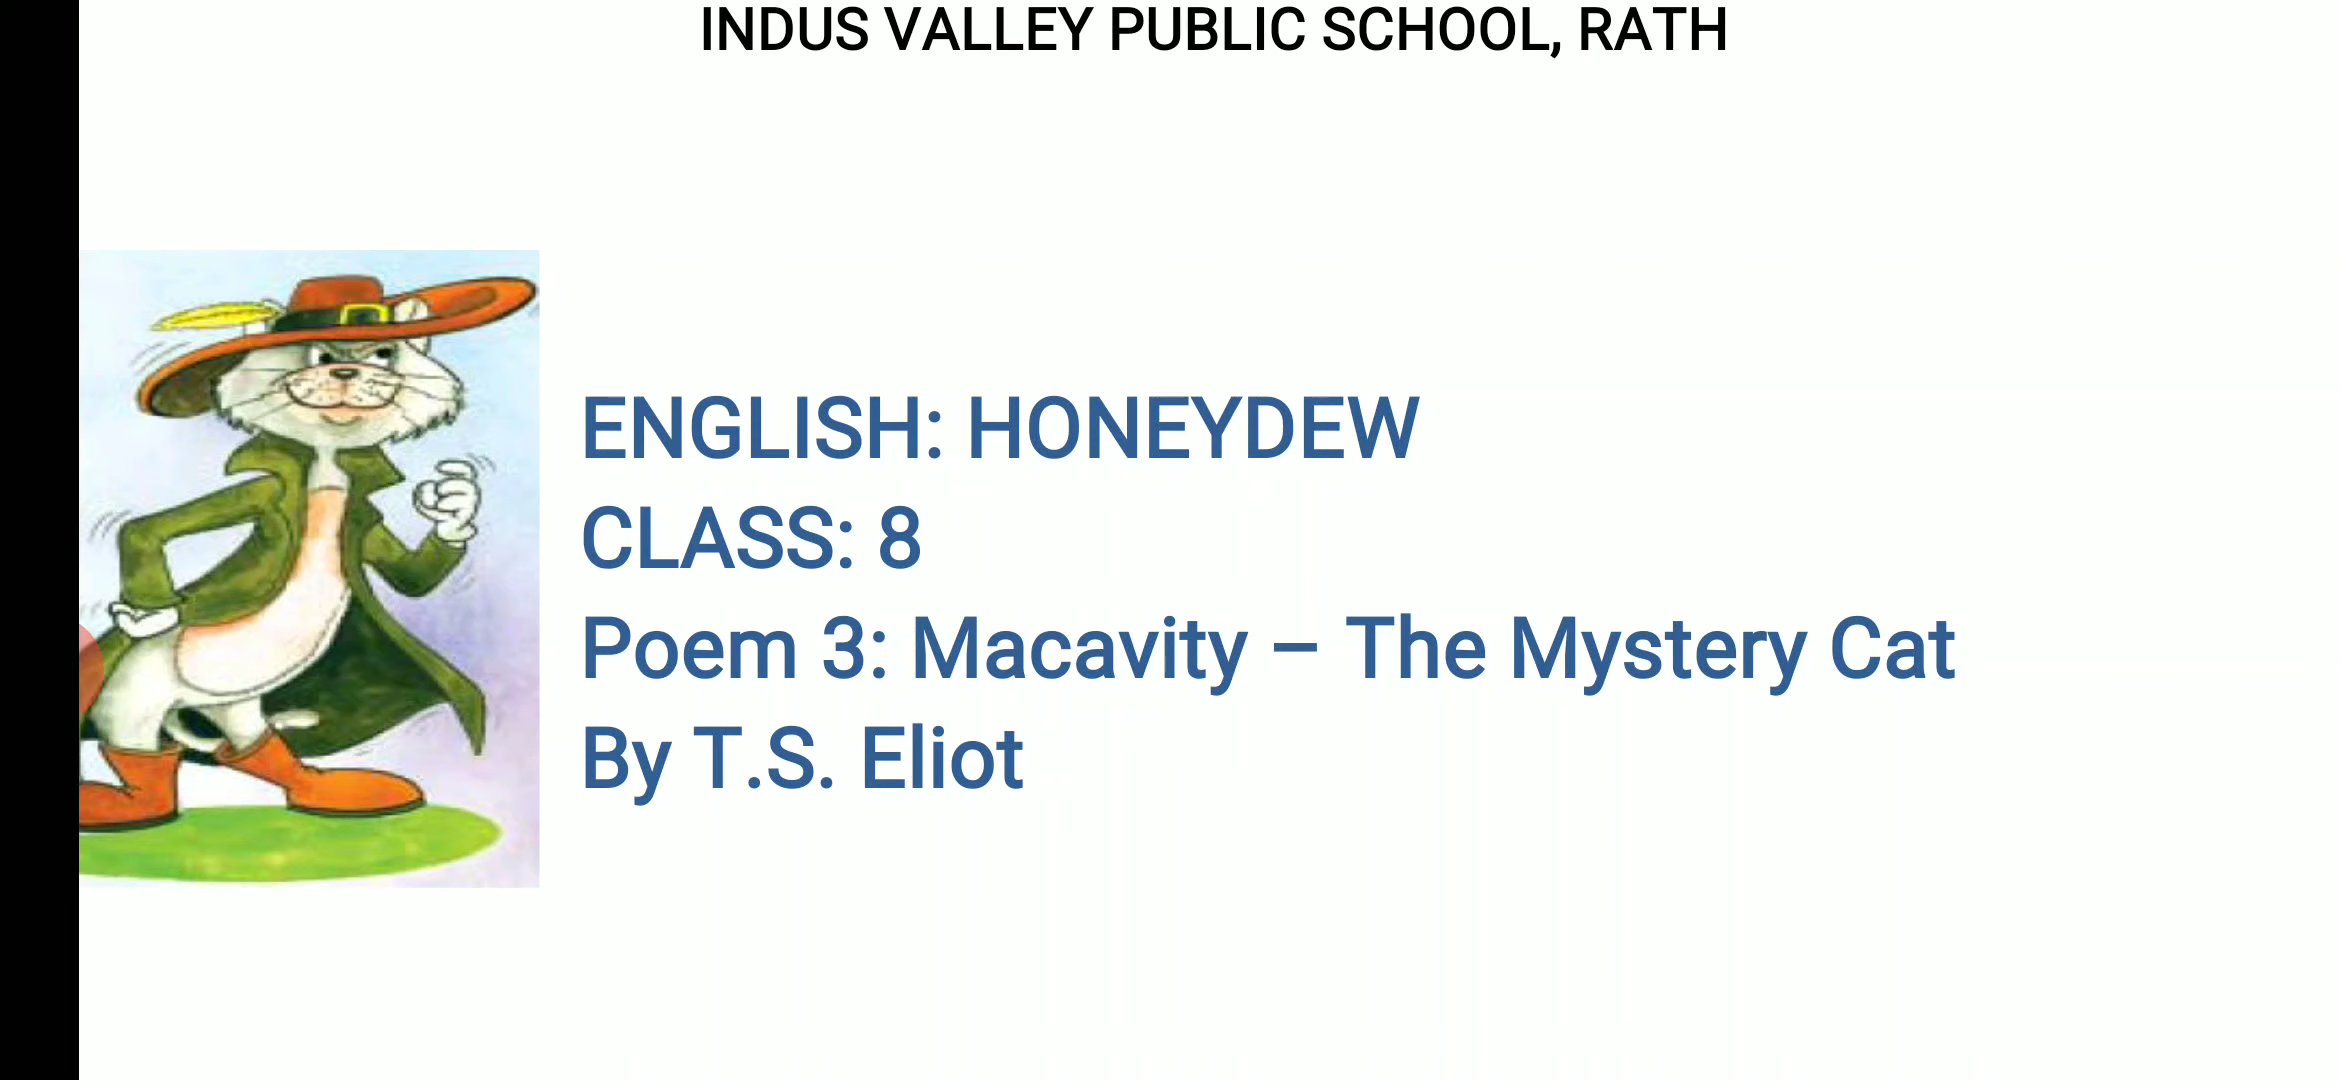 INDUS VALLEY PUBLIC SCHOOL, RATH
ENGLISH: HONEYDEW
CLASS: 8
Poem 3: Macavity – The Mystery Cat
By T.S. Eliot